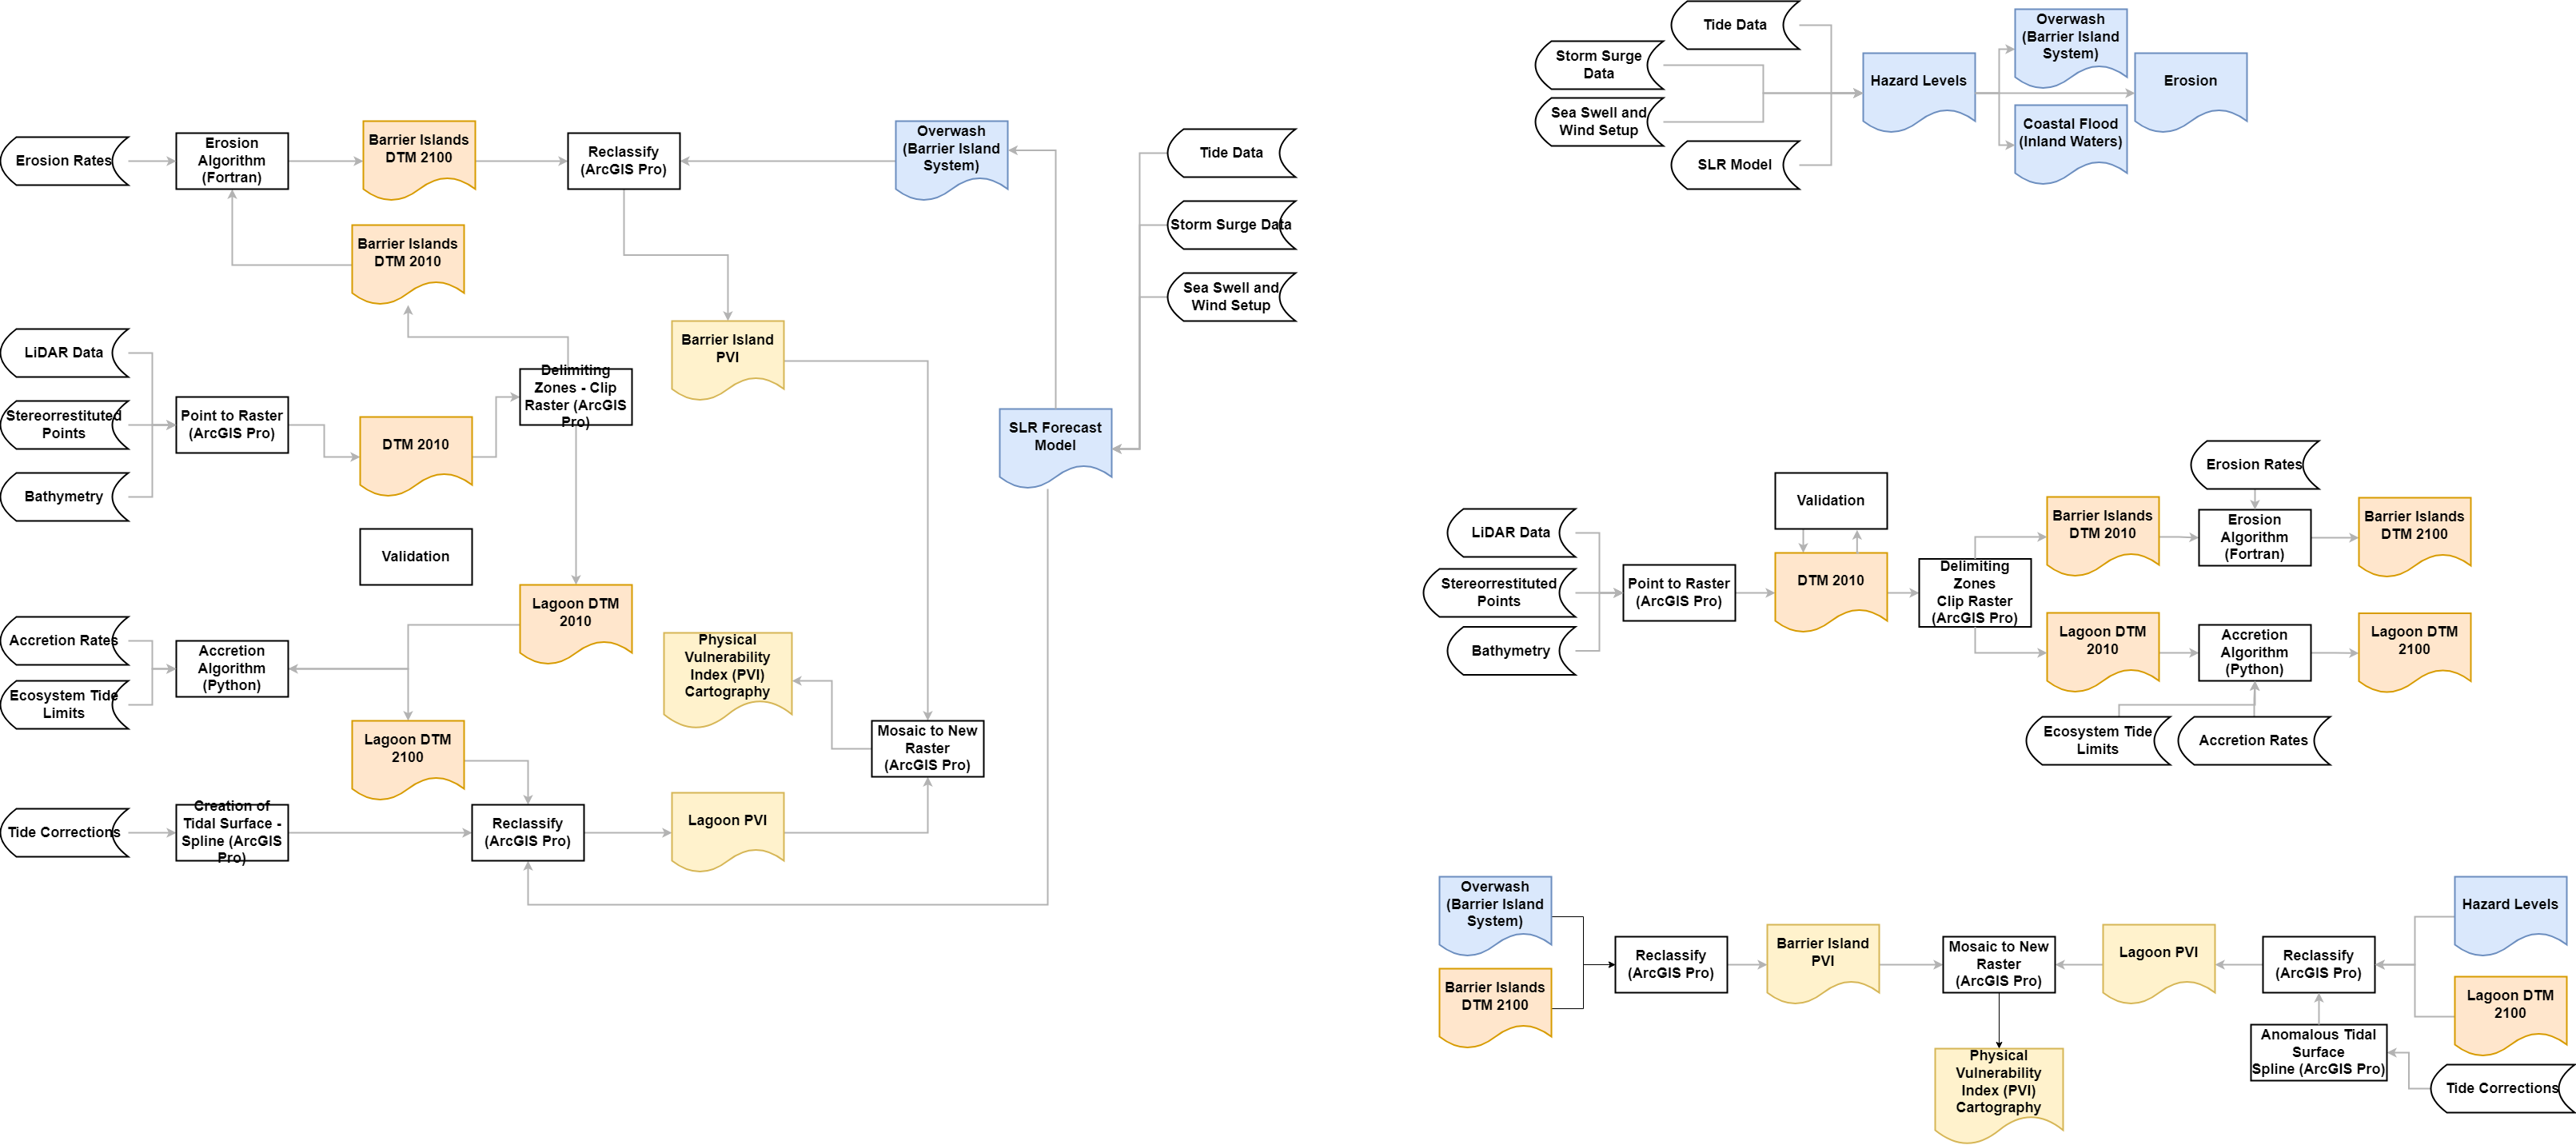 Erosion Rates
Erosion
Algorithm
(Fortran)
Barrier Islands
DTM 2100
Reclassify
(ArcGIS Pro)
Overwash
(Barrier Island
System)
Tide Data
Storm Surge Data
Sea Swell and
Wind Setup
Barrier Islands
DTM 2010
LiDAR Data
Stereorrestituted
Points
Bathymetry
Point to Raster
(ArcGIS Pro)
DTM 2010
Delimiting
Zones - Clip
Raster (ArcGIS
Pro)
Barrier Island
PVI
SLR Forecast
Model
Validation
Lagoon DTM
2010
Accretion Rates
Ecosystem Tide
Limits
Accretion
Algorithm
(Python)
Physical
Vulnerability
Index (PVI)
Cartography
Lagoon DTM
2100
Mosaic to New
Raster
(ArcGIS Pro)
Tide Corrections
Creation of
Tidal Surface -
Spline (ArcGIS
Pro)
Reclassify
(ArcGIS Pro)
Lagoon PVI
Tide Data
Storm Surge
Data
Sea Swell and
Wind Setup
SLR Model
Hazard Levels
Overwash
(Barrier Island
System)
Erosion
Coastal Flood
(Inland Waters)
LiDAR Data
Stereorrestituted
Points
Bathymetry
Point to Raster
(ArcGIS Pro)
Validation
DTM 2010
Delimiting
Zones
Clip Raster
(ArcGIS Pro)
Barrier Islands
DTM 2010
Erosion Rates
Erosion
Algorithm
(Fortran)
Barrier Islands
DTM 2100
Lagoon DTM
2010
Accretion
Algorithm
(Python)
Lagoon DTM
2100
Ecosystem Tide
Limits
Accretion Rates
Overwash
(Barrier Island
System)
Barrier Islands
DTM 2100
Reclassify
(ArcGIS Pro)
Barrier Island
PVI
Mosaic to New
Raster
(ArcGIS Pro)
Physical
Vulnerability
Index (PVI)
Cartography
Lagoon PVI
Reclassify
(ArcGIS Pro)
Hazard Levels
Lagoon DTM
2100
Anomalous Tidal
Surface
Spline (ArcGIS Pro)
Tide Corrections